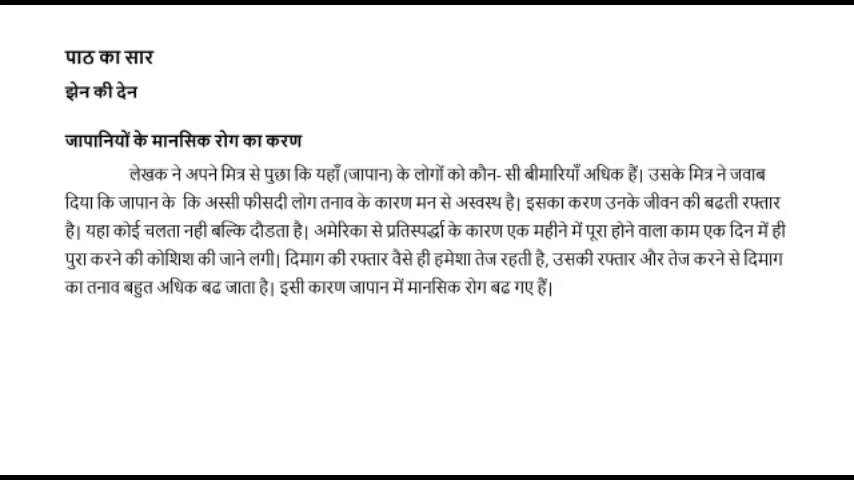 पाठ का सार
झेन की देन
जापानियों के मानसिक रोग का करण
लेखक ने अपने मित्र से पुछा कि यहाँ (जापान) के लोगों को कौन- सी बीमारियाँ अधिक हैं| उसके मित्र ने जवाब
दिया कि जापान के कि अस्सी फीसदी लोग तनाव के कारण मन से अस्वस्थ है| इसका करण उनके जीवन की बढती रफ्तार
है| यहा कोई चलता नही बल्कि दौडता है| अमेरिका से प्रतिस्पर्द्धा के कारण एक महीने में पूरा होने वाला काम एक दिन में ही
पुरा करने की कोशिश की जाने लगी| दिमाग की रफ्तार वैसे ही हमेशा तेज रहती है, उसकी रफ्तार और तेज करने से दिमाग
का तनाव बहुत अधिक बढ जाता है| इसी कारण जापान में मानसिक रोग बढ गए हैं|